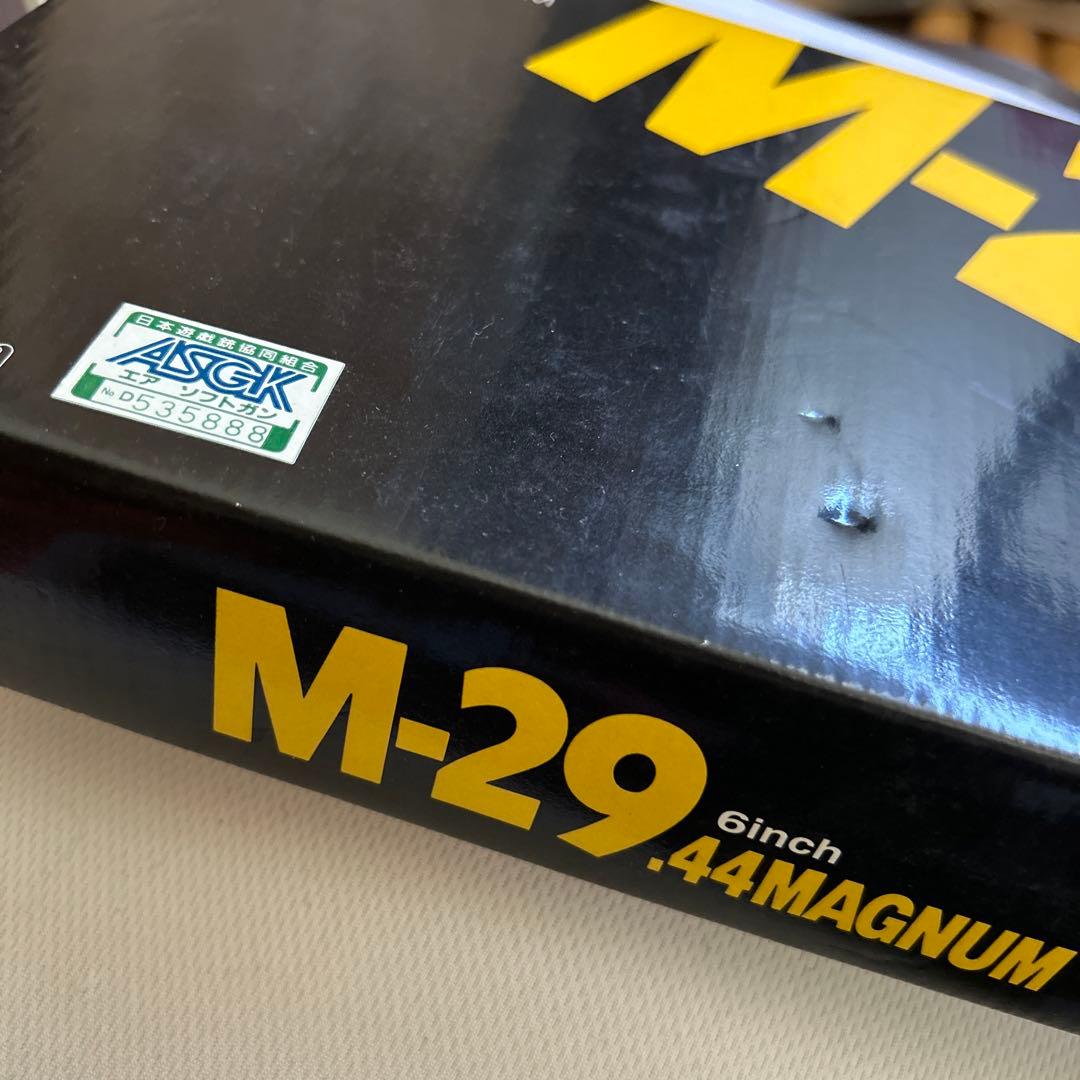 M-2
日本遊戯銃協同組合
ASGK
エア ソフトガン
No D535888
M-29
6inch
.44MAGNUM